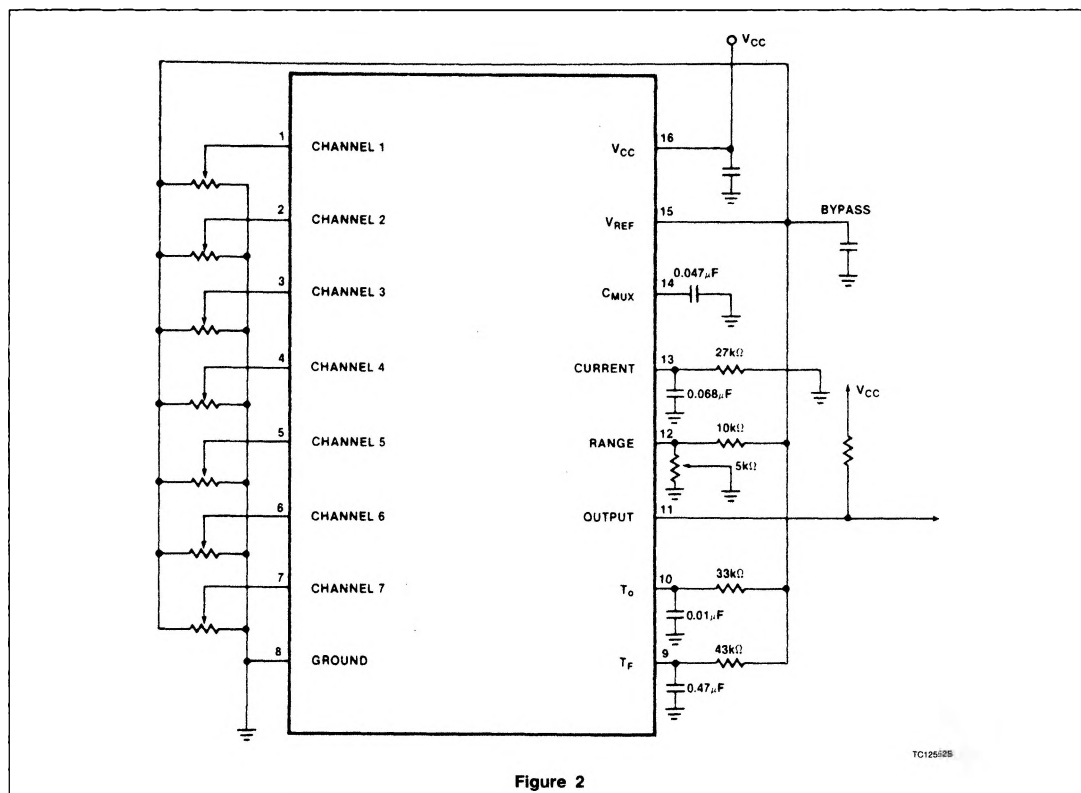 V_CC
1 CHANNEL 1
2 CHANNEL 2
3 CHANNEL 3
4 CHANNEL 4
5 CHANNEL 5
6 CHANNEL 6
7 CHANNEL 7
8 GROUND
V_CC 16
V_REF 15
BYPASS
C_MUX 14 0.047μF
CURRENT 13 27kΩ
0.068μF
V_CC
RANGE 12 10kΩ
5kΩ
OUTPUT 11
T_o 10 33kΩ
0.01μF
T_F 9 43kΩ
0.47μF
Figure 2